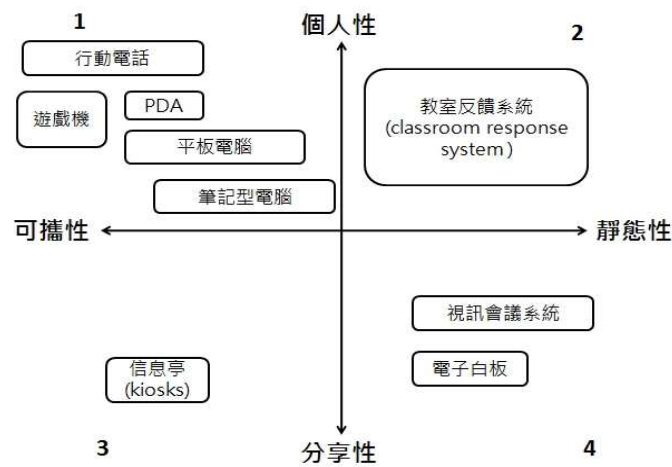 1
個人性
2
行動電話
遊戲機
PDA
平板電腦
筆記型電腦
教室反饋系統
(classroom response
system )
可攜性
靜態性
視訊會議系統
電子白板
信息亭
(kiosks)
3
分享性
4